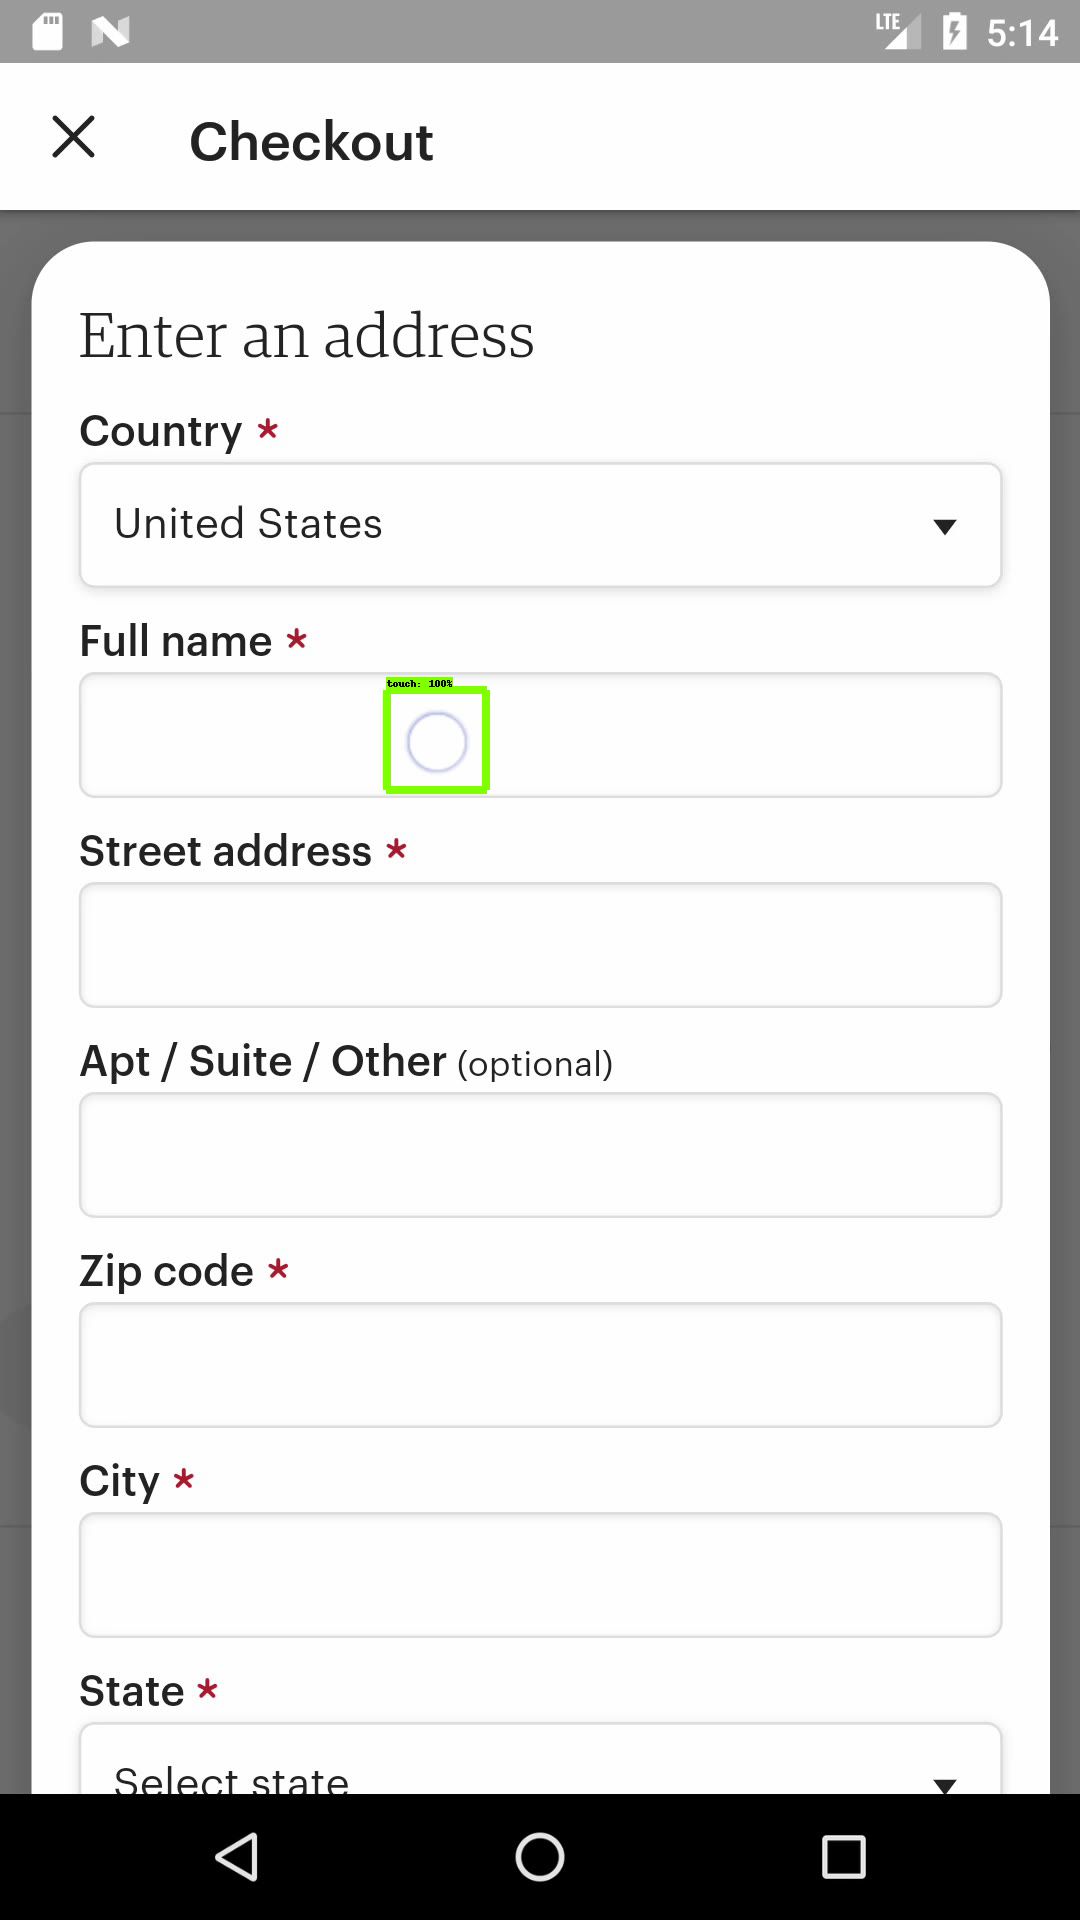 LTE 5:14
Checkout
Enter an address
Country *
United States
Full name *
touch: 100%
Street address *
Apt / Suite / Other (optional)
Zip code *
City *
State *
Select state